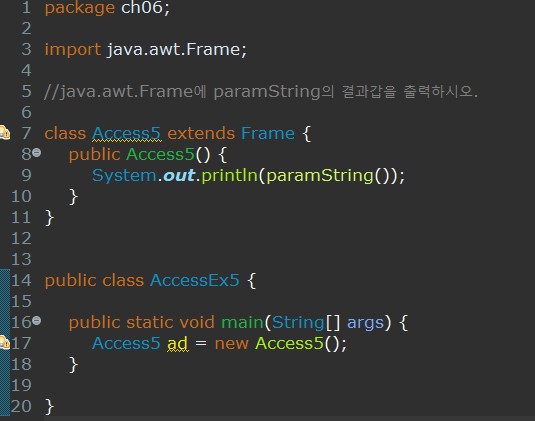 1 package ch06;
2
3 import java.awt.Frame;
4
5 //java.awt.Frame에 paramString의 결과갑을 출력하시오.
6
7 class Access5 extends Frame {
8 public Access5() {
9 System.out.println(paramString());
10 }
11 }
12
13
14 public class AccessEx5 {
15
16 public static void main(String[] args) {
17 Access5 ad = new Access5();
18 }
19
20 }